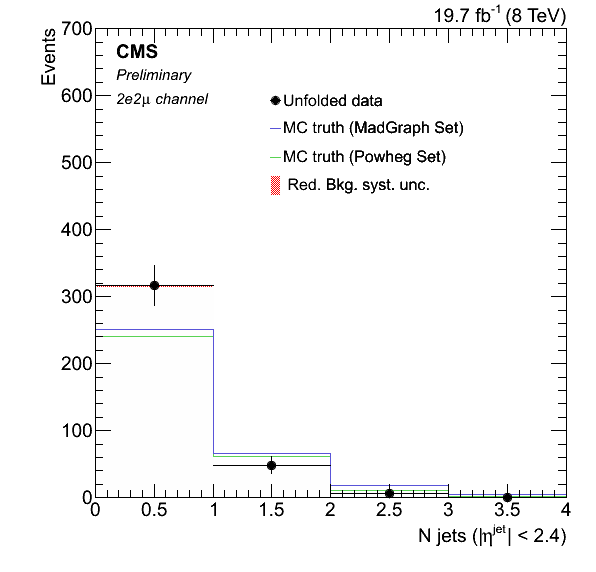 19.7 fb⁻¹ (8 TeV)
Events
CMS
Preliminary
2e2μ channel
Unfolded data
MC truth (MadGraph Set)
MC truth (Powheg Set)
Red. Bkg. syst. unc.
700
600
500
400
300
200
100
0
0 0.5 1 1.5 2 2.5 3 3.5 4
N jets (|η^jet| < 2.4)